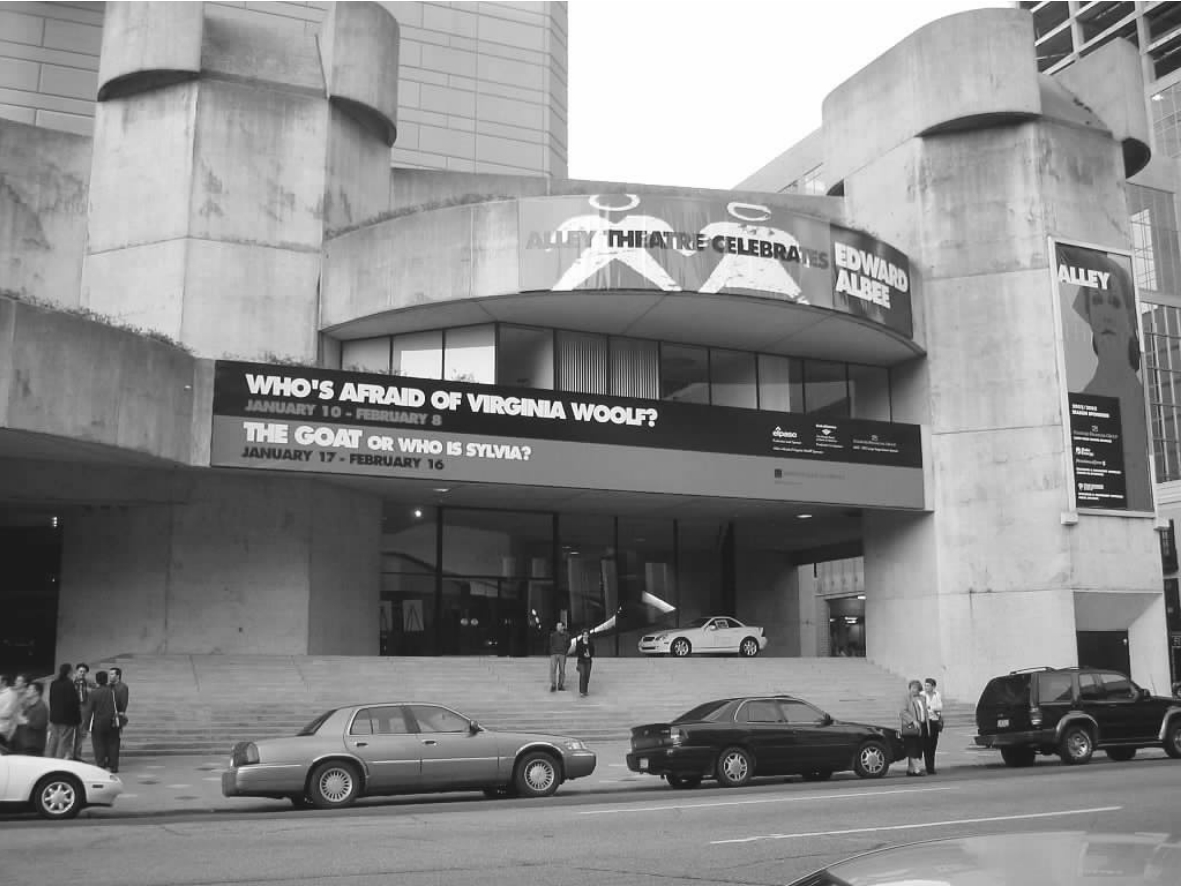 ALLEY THEATRE CELEBRATES
EDWARD
ALBEE
ALLEY
WHO'S AFRAID OF VIRGINIA WOOLF?
JANUARY 10 - FEBRUARY 8
THE GOAT OR WHO IS SYLVIA?
JANUARY 17 - FEBRUARY 16
elpaso